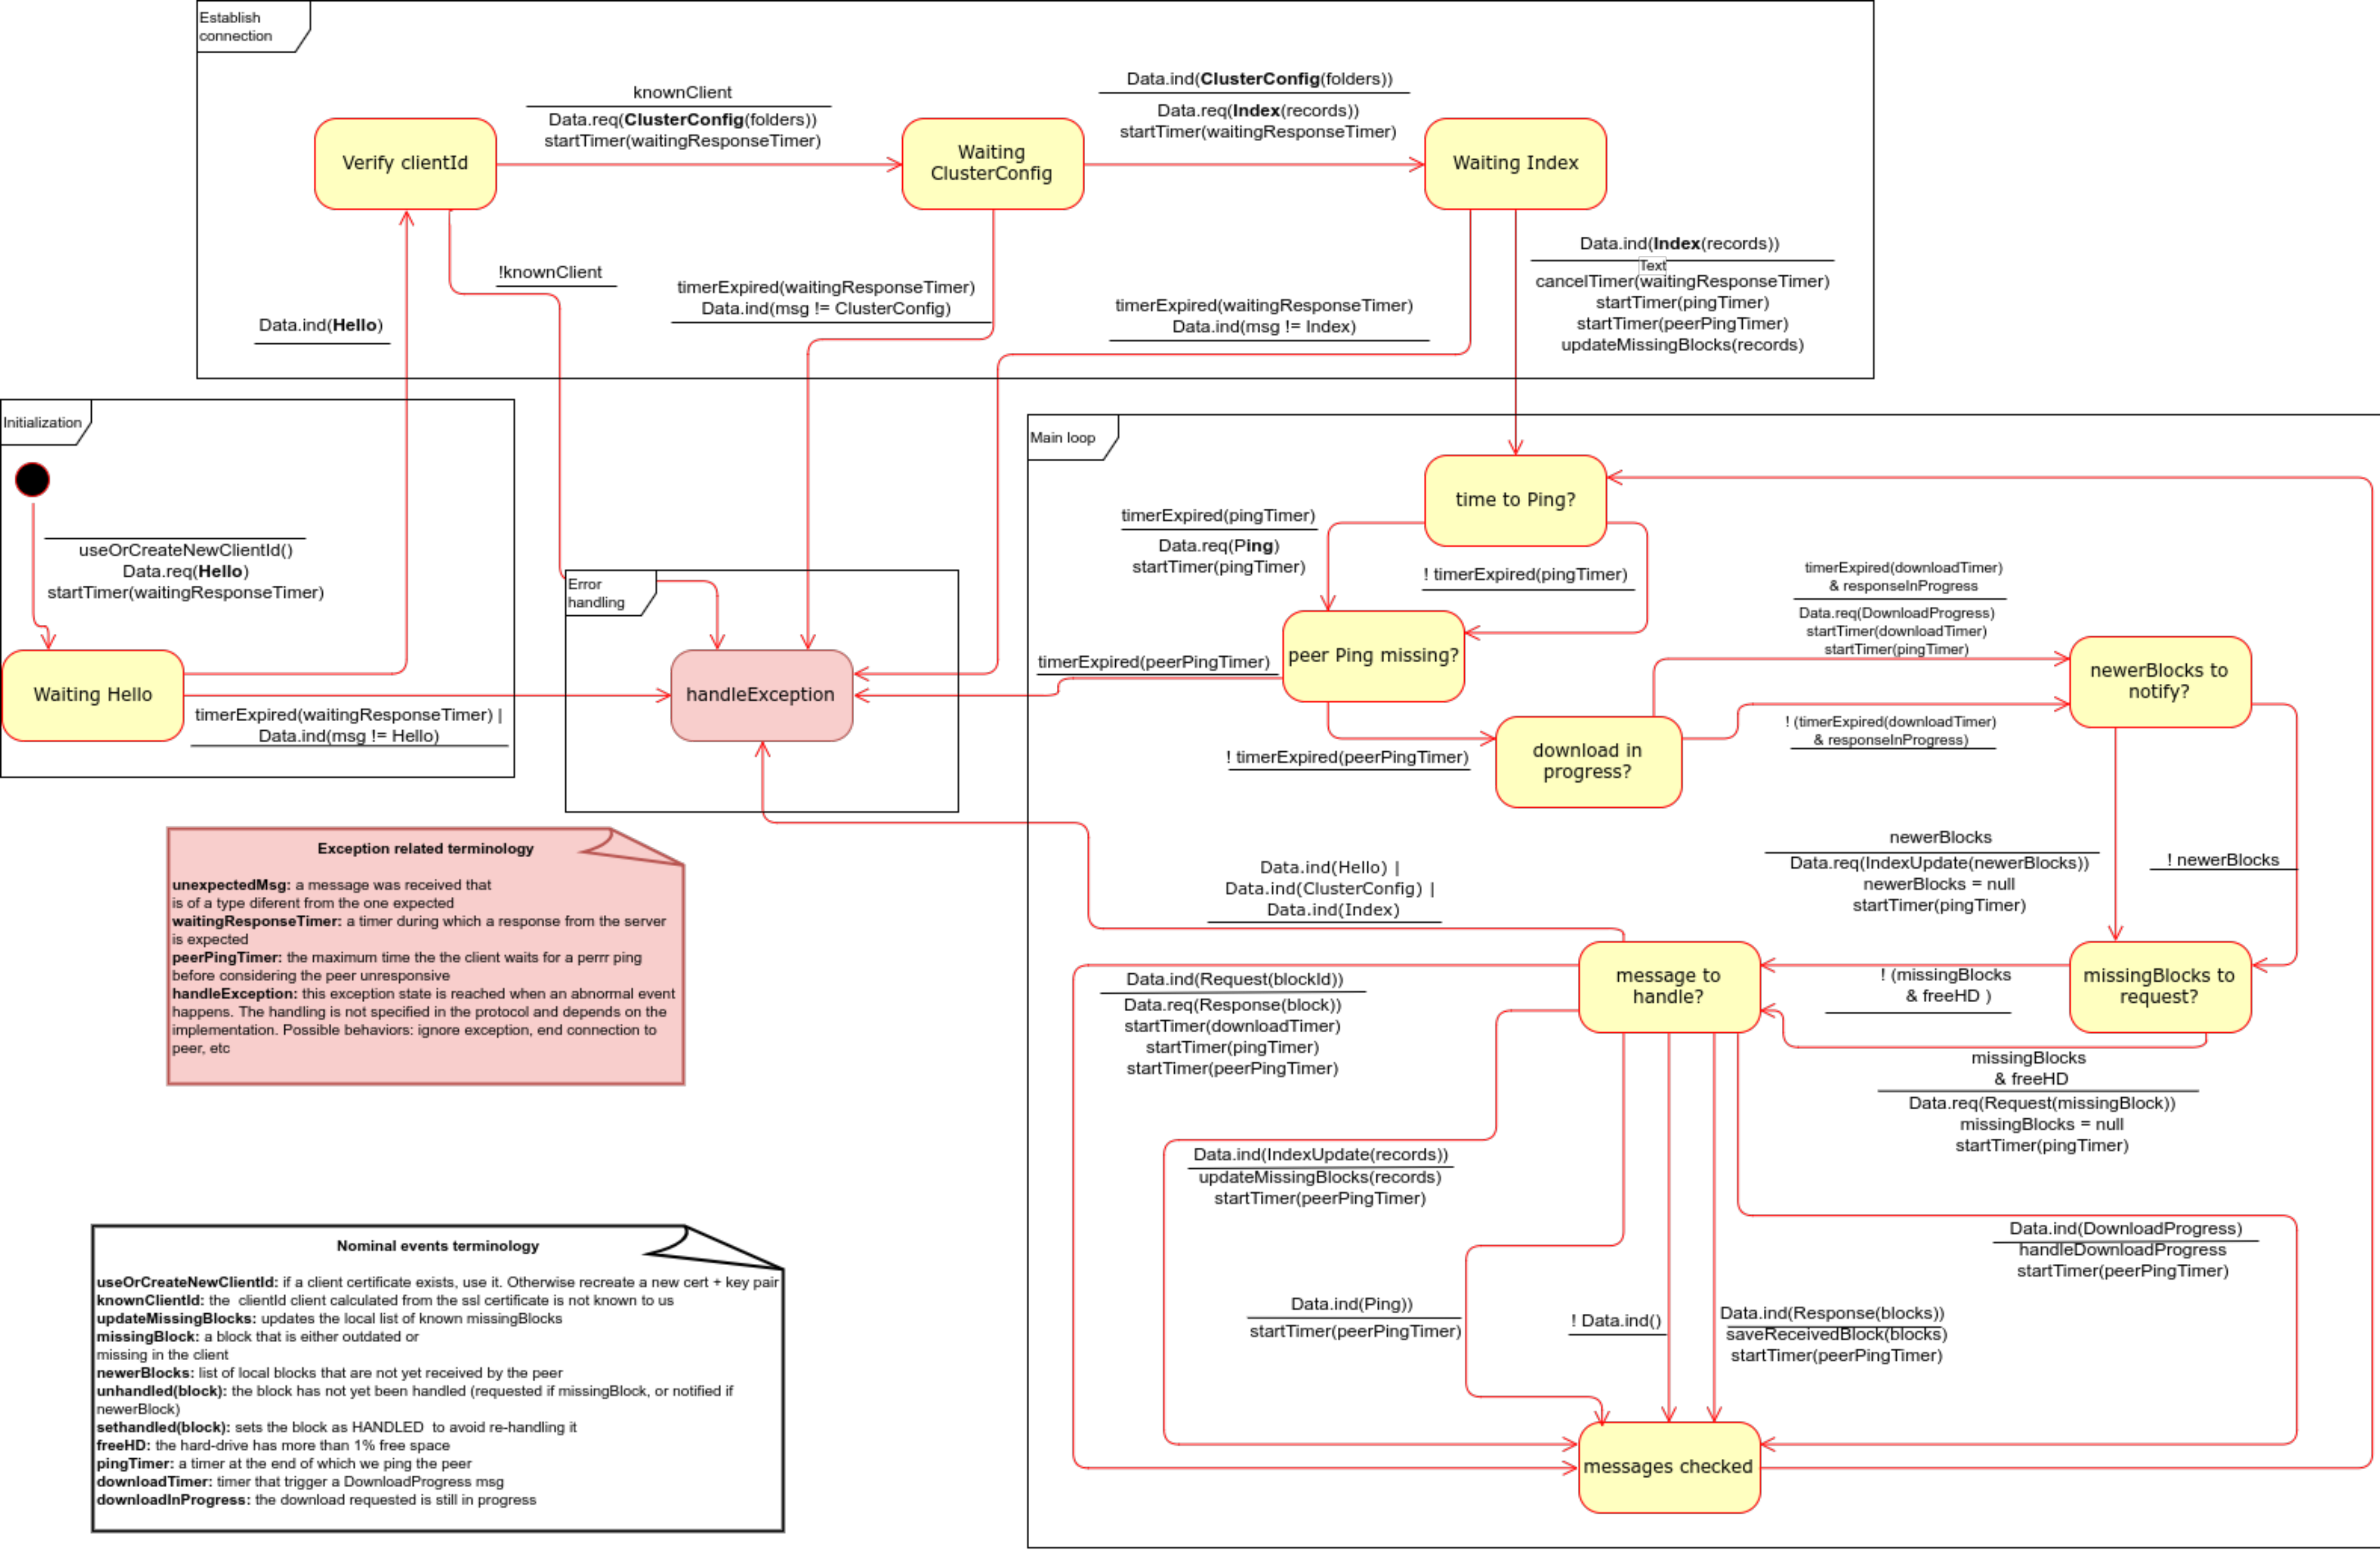 Establish
connection
knownClient
Data.req(ClusterConfig(folders))
startTimer(waitingResponseTimer)
Data.ind(ClusterConfig(folders))
Data.req(Index(records))
startTimer(waitingResponseTimer)
Verify clientId
Waiting
ClusterConfig
Waiting Index
Data.ind(Hello)
!knownClient
timerExpired(waitingResponseTimer)
Data.ind(msg != ClusterConfig)
timerExpired(waitingResponseTimer)
Data.ind(msg != Index)
Data.ind(Index(records))
Text
cancelTimer(waitingResponseTimer)
startTimer(pingTimer)
startTimer(peerPingTimer)
updateMissingBlocks(records)
Initialization
useOrCreateNewClientId()
Data.req(Hello)
startTimer(waitingResponseTimer)
Waiting Hello
timerExpired(waitingResponseTimer) |
Data.ind(msg != Hello)
Error
handling
handleException
Main loop
time to Ping?
timerExpired(pingTimer)
Data.req(Ping)
startTimer(pingTimer)
! timerExpired(pingTimer)
peer Ping missing?
timerExpired(peerPingTimer)
! timerExpired(peerPingTimer)
download in
progress?
timerExpired(downloadTimer)
& responseInProgress
Data.req(DownloadProgress)
startTimer(downloadTimer)
startTimer(pingTimer)
! (timerExpired(downloadTimer)
& responseInProgress)
newerBlocks to
notify?
newerBlocks
Data.req(IndexUpdate(newerBlocks))
newerBlocks = null
startTimer(pingTimer)
! newerBlocks
Data.ind(Hello) |
Data.ind(ClusterConfig) |
Data.ind(Index)
message to
handle?
! (missingBlocks
& freeHD )
missingBlocks to
request?
missingBlocks
& freeHD
Data.req(Request(missingBlock))
missingBlocks = null
startTimer(pingTimer)
Data.ind(Request(blockId))
Data.req(Response(block))
startTimer(downloadTimer)
startTimer(pingTimer)
startTimer(peerPingTimer)
Data.ind(IndexUpdate(records))
updateMissingBlocks(records)
startTimer(peerPingTimer)
Data.ind(Ping))
startTimer(peerPingTimer)
! Data.ind()
Data.ind(Response(blocks))
saveReceivedBlock(blocks)
startTimer(peerPingTimer)
Data.ind(DownloadProgress)
handleDownloadProgress
startTimer(peerPingTimer)
messages checked
Exception related terminology
unexpectedMsg: a message was received that
is of a type diferent from the one expected
waitingResponseTimer: a timer during which a response from the server
is expected
peerPingTimer: the maximum time the the client waits for a perrr ping
before considering the peer unresponsive
handleException: this exception state is reached when an abnormal event
happens. The handling is not specified in the protocol and depends on the
implementation. Possible behaviors: ignore exception, end connection to
peer, etc
Nominal events terminology
useOrCreateNewClientId: if a client certificate exists, use it. Otherwise recreate a new cert + key pair
knownClientId: the  clientId client calculated from the ssl certificate is not known to us
updateMissingBlocks: updates the local list of known missingBlocks
missingBlock: a block that is either outdated or
missing in the client
newerBlocks: list of local blocks that are not yet received by the peer
unhandled(block): the block has not yet been handled (requested if missingBlock, or notified if
newerBlock)
sethandled(block): sets the block as HANDLED  to avoid re-handling it
freeHD: the hard-drive has more than 1% free space
pingTimer: a timer at the end of which we ping the peer
downloadTimer: timer that trigger a DownloadProgress msg
downloadInProgress: the download requested is still in progress